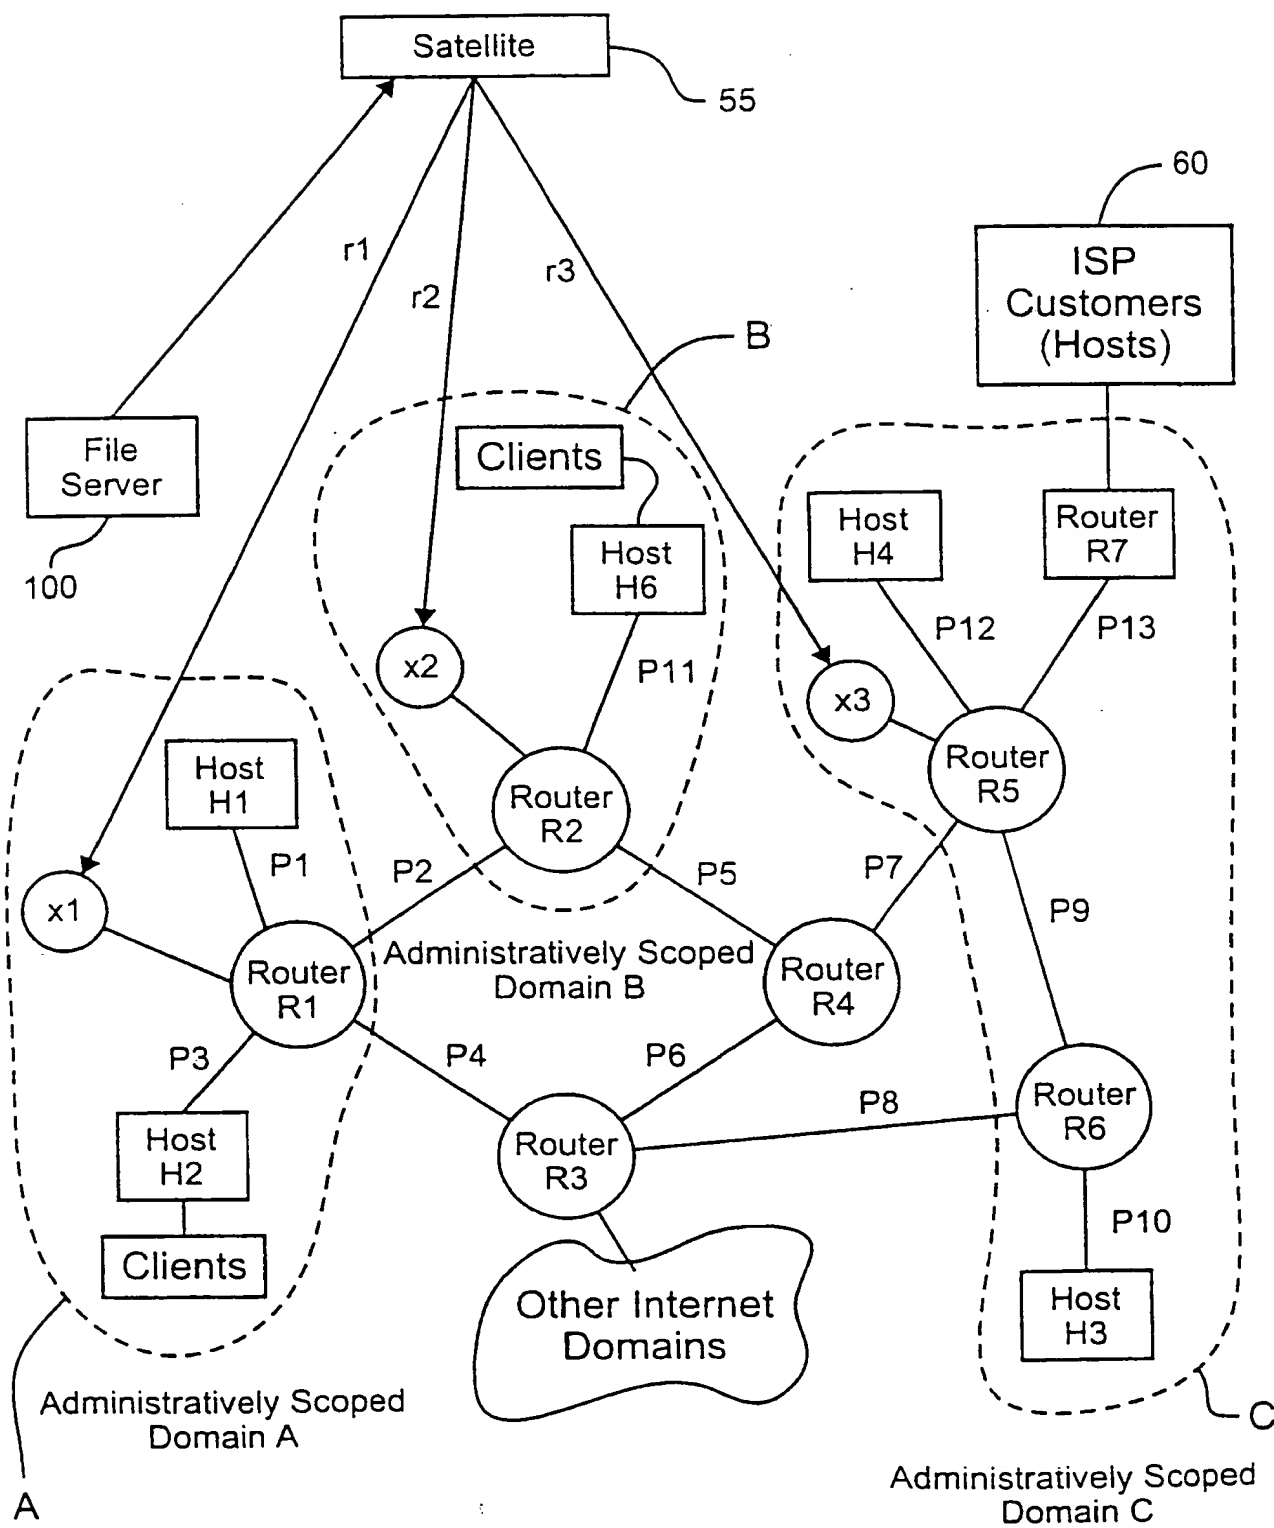 Satellite
55
60
ISP
Customers
(Hosts)
r1
r2
r3
B
File
Server
100
Clients
Host
H6
Host
H4
Router
R7
P12
P13
x2
P11
x3
Router
R5
Host
H1
Router
R2
P1
P2
P5
P7
P9
x1
Administratively Scoped
Domain B
Router
R1
Router
R4
P3
P4
P6
P8
Router
R6
Host
H2
Router
R3
P10
Clients
Other Internet
Domains
Host
H3
Administratively Scoped
Domain A
C
A
Administratively Scoped
Domain C